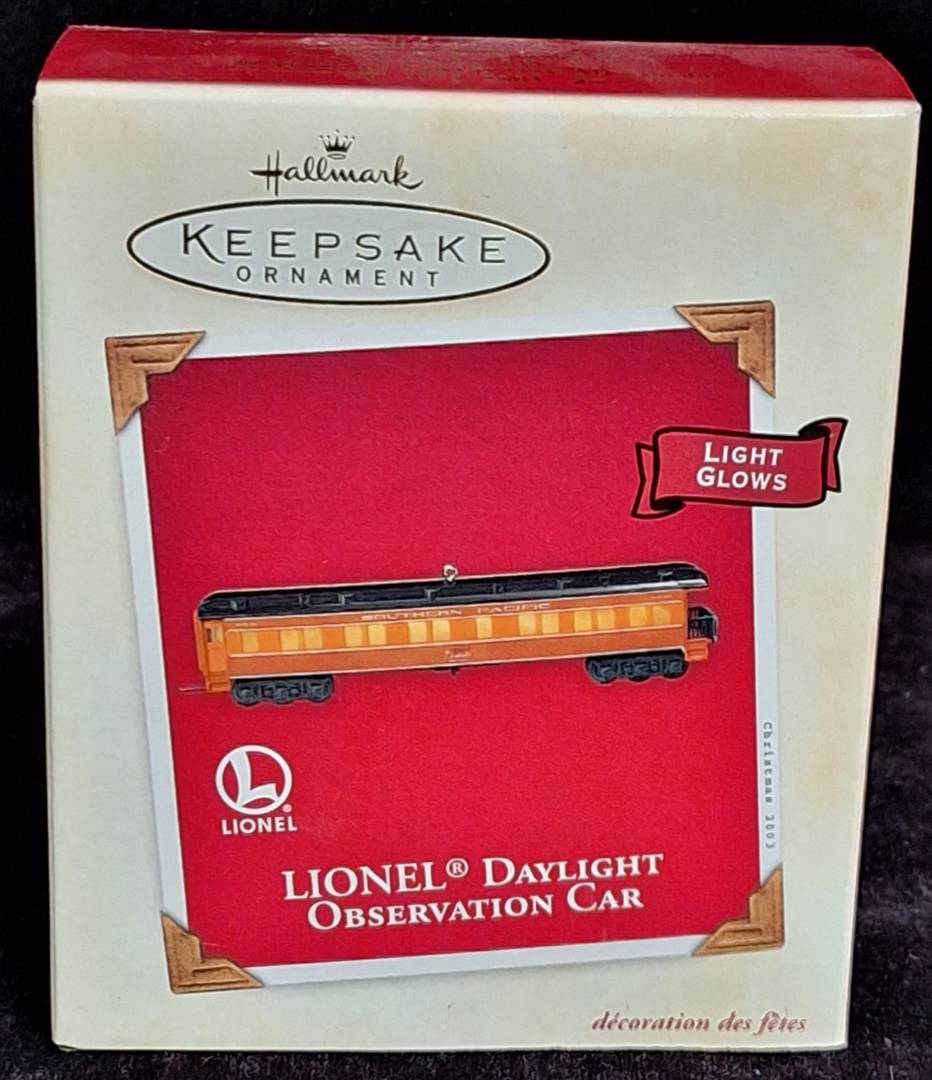 Hallmark
KEEPSAKE
ORNAMENT
LIGHT
GLOWS
SOUTHERN PACIFIC
L
LIONEL
Christmas 2003
LIONEL® DAYLIGHT
OBSERVATION CAR
décoration des fêtes